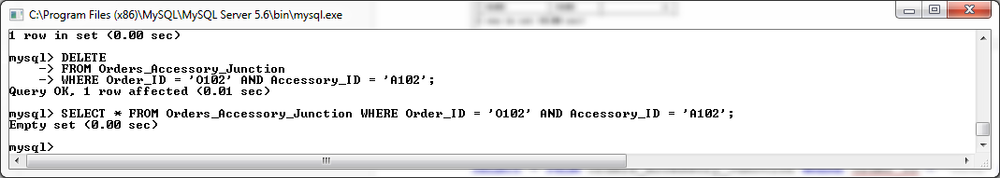 C:\Program Files (x86)\MySQL\MySQL Server 5.6\bin\mysql.exe
1 row in set (0.00 sec)
mysql> DELETE
-> FROM Orders_Accessory_Junction
-> WHERE Order_ID = 'O102' AND Accessory_ID = 'A102';
Query OK, 1 row affected (0.01 sec)
mysql> SELECT * FROM Orders_Accessory_Junction WHERE Order_ID = 'O102' AND Accessory_ID = 'A102';
Empty set (0.00 sec)
mysql>